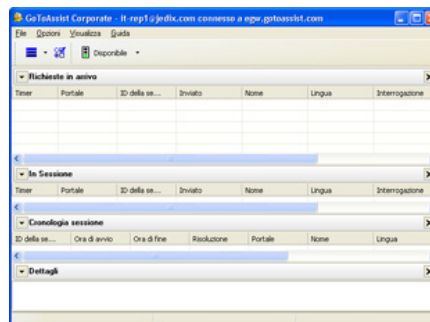 GoToAssist Corporate - it-rep1@jedix.com connesso a egw.gotoassist.com
File Opzioni Visualizza Guida
Disponibile
Richieste in arrivo
Timer Portale ID della se.... Inviato Nome Lingua Interrogazione
In Sessione
Timer Portale ID della se.... Inviato Nome Lingua Interrogazione
Cronologia sessione
ID della se.... Ora di avvio Ora di fine Risoluzione Portale Nome Lingua
Dettagli